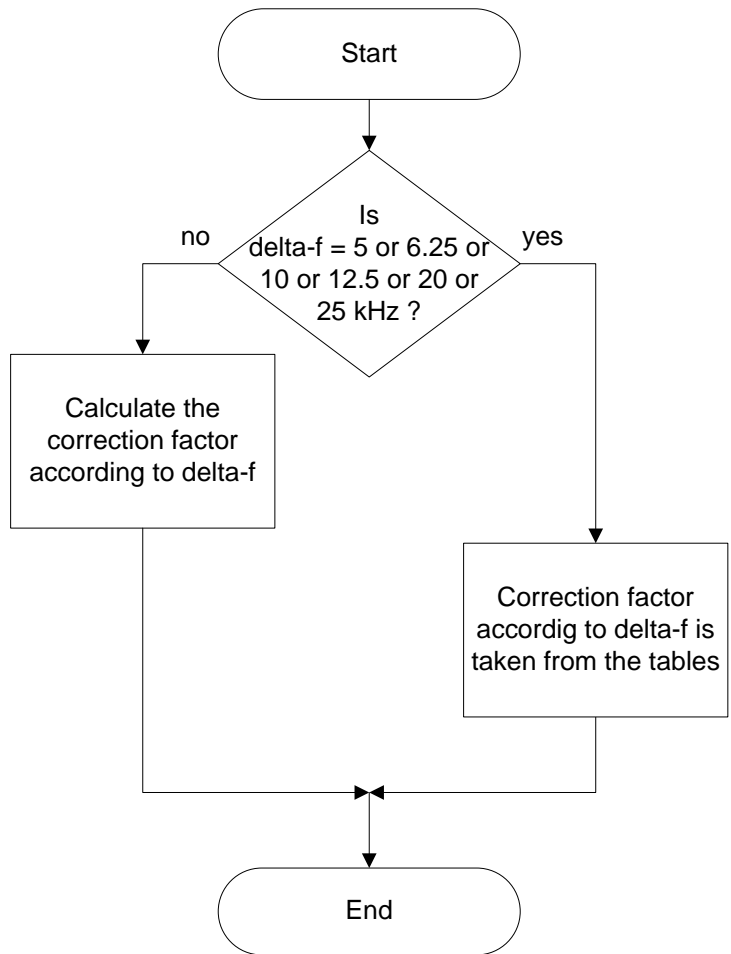 Start
Is
delta-f = 5 or 6.25 or
10 or 12.5 or 20 or
25 kHz ?
no
yes
Calculate the
correction factor
according to delta-f
Correction factor
accordig to delta-f is
taken from the tables
End